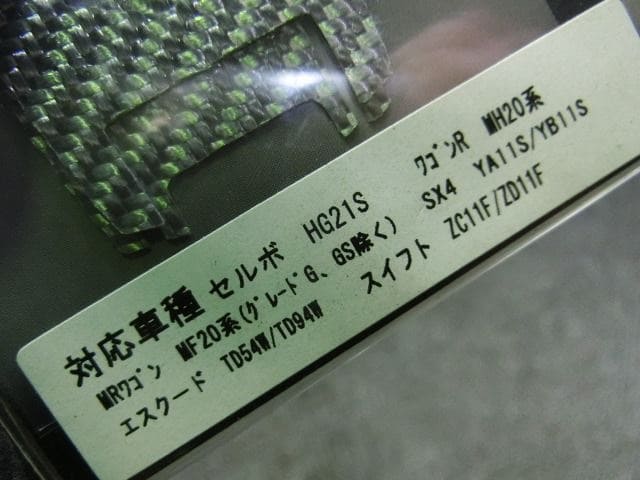 対応車種 セルボ HG21S ワゴンR MH20系
MRワゴン MF20系(グレードG、GS除く) SX4 YA11S/YB11S
エスクード TD54W/TD94W スイフト ZC11F/ZD11F